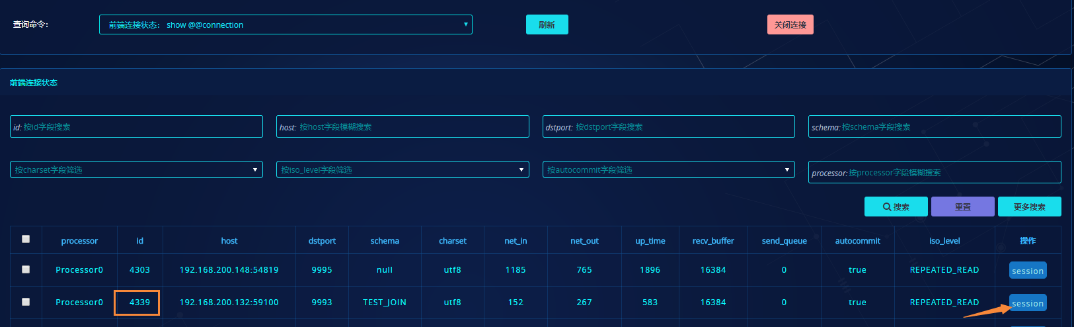 查询命令: 前端连接状态: show @@connection 刷新 关闭连接
前端连接状态
id: 按id字段搜索 host: 按host字段模糊搜索 dstport: 按dstport字段搜索 schema: 按schema字段搜索
按charset字段筛选 按iso_level字段筛选 按autocommit字段筛选 processor: 按processor字段模糊搜索
搜索 重置 更多搜索
processor id host dstport schema charset net_in net_out up_time recv_buffer send_queue autocommit iso_level 操作
Processor0 4303 192.168.200.148:54819 9995 null utf8 1185 765 1896 16384 0 true REPEATED_READ session
Processor0 4339 192.168.200.132:59100 9993 TEST_JOIN utf8 152 267 583 16384 0 true REPEATED_READ session